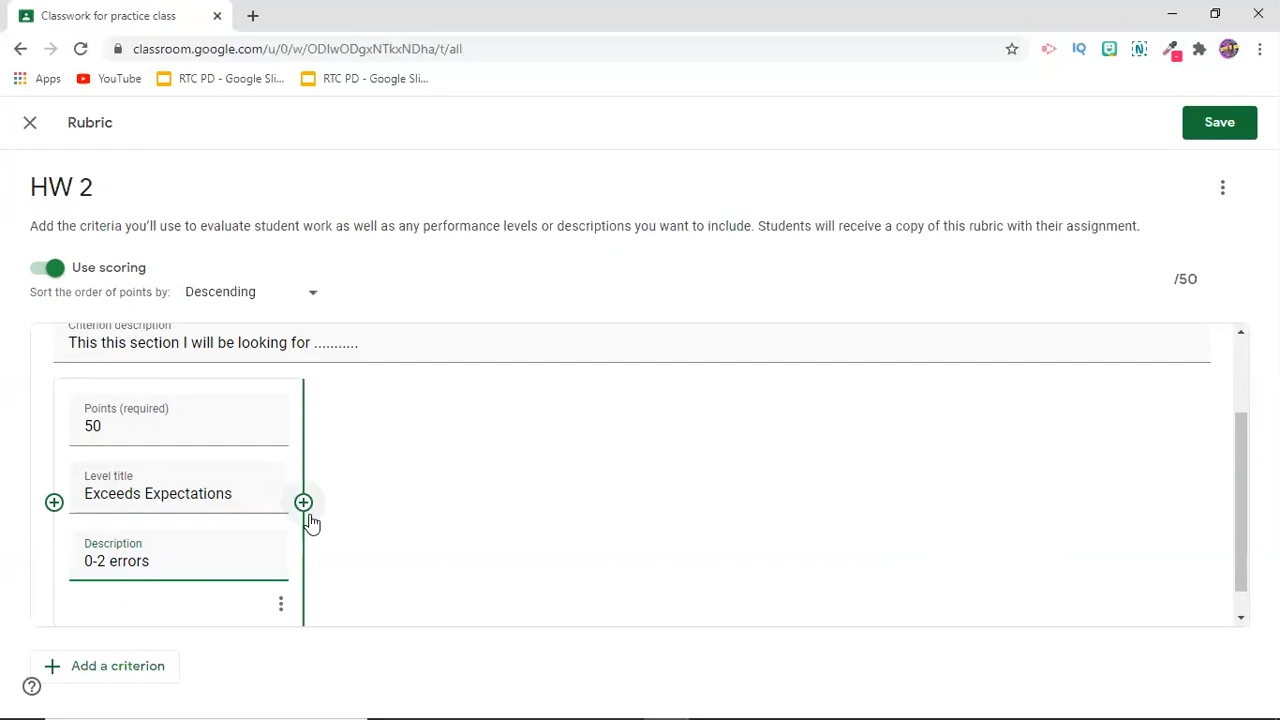 Classwork for practice class
classroom.google.com/u/0/w/ODIwODgxNTkxNDha/t/all
IQ
N
Apps
YouTube
RTC PD - Google Sli...
RTC PD - Google Sli...
Rubric
Save
HW 2
Add the criteria you'll use to evaluate student work as well as any performance levels or descriptions you want to include. Students will receive a copy of this rubric with their assignment.
Use scoring
Sort the order of points by: Descending
/50
Criterion description
This this section I will be looking for ...........
Points (required)
50
Level title
Exceeds Expectations
Description
0-2 errors
Add a criterion